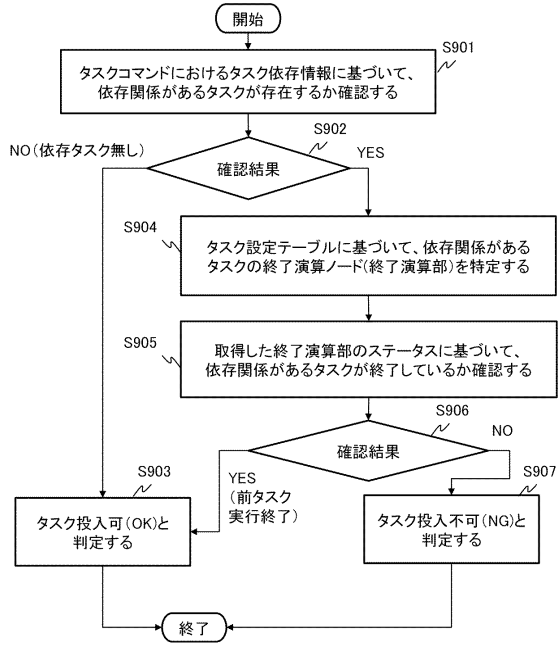 開始
S901
タスクコマンドにおけるタスク依存情報に基づいて、
依存関係があるタスクが存在するか確認する
S902
NO(依存タスク無し)
YES
確認結果
S904
タスク設定テーブルに基づいて、依存関係がある
タスクの終了演算ノード(終了演算部)を特定する
S905
取得した終了演算部のステータスに基づいて、
依存関係があるタスクが終了しているか確認する
S906
確認結果
NO
YES
(前タスク
実行終了)
S903
タスク投入可(OK)と
判定する
S907
タスク投入不可(NG)と
判定する
終了